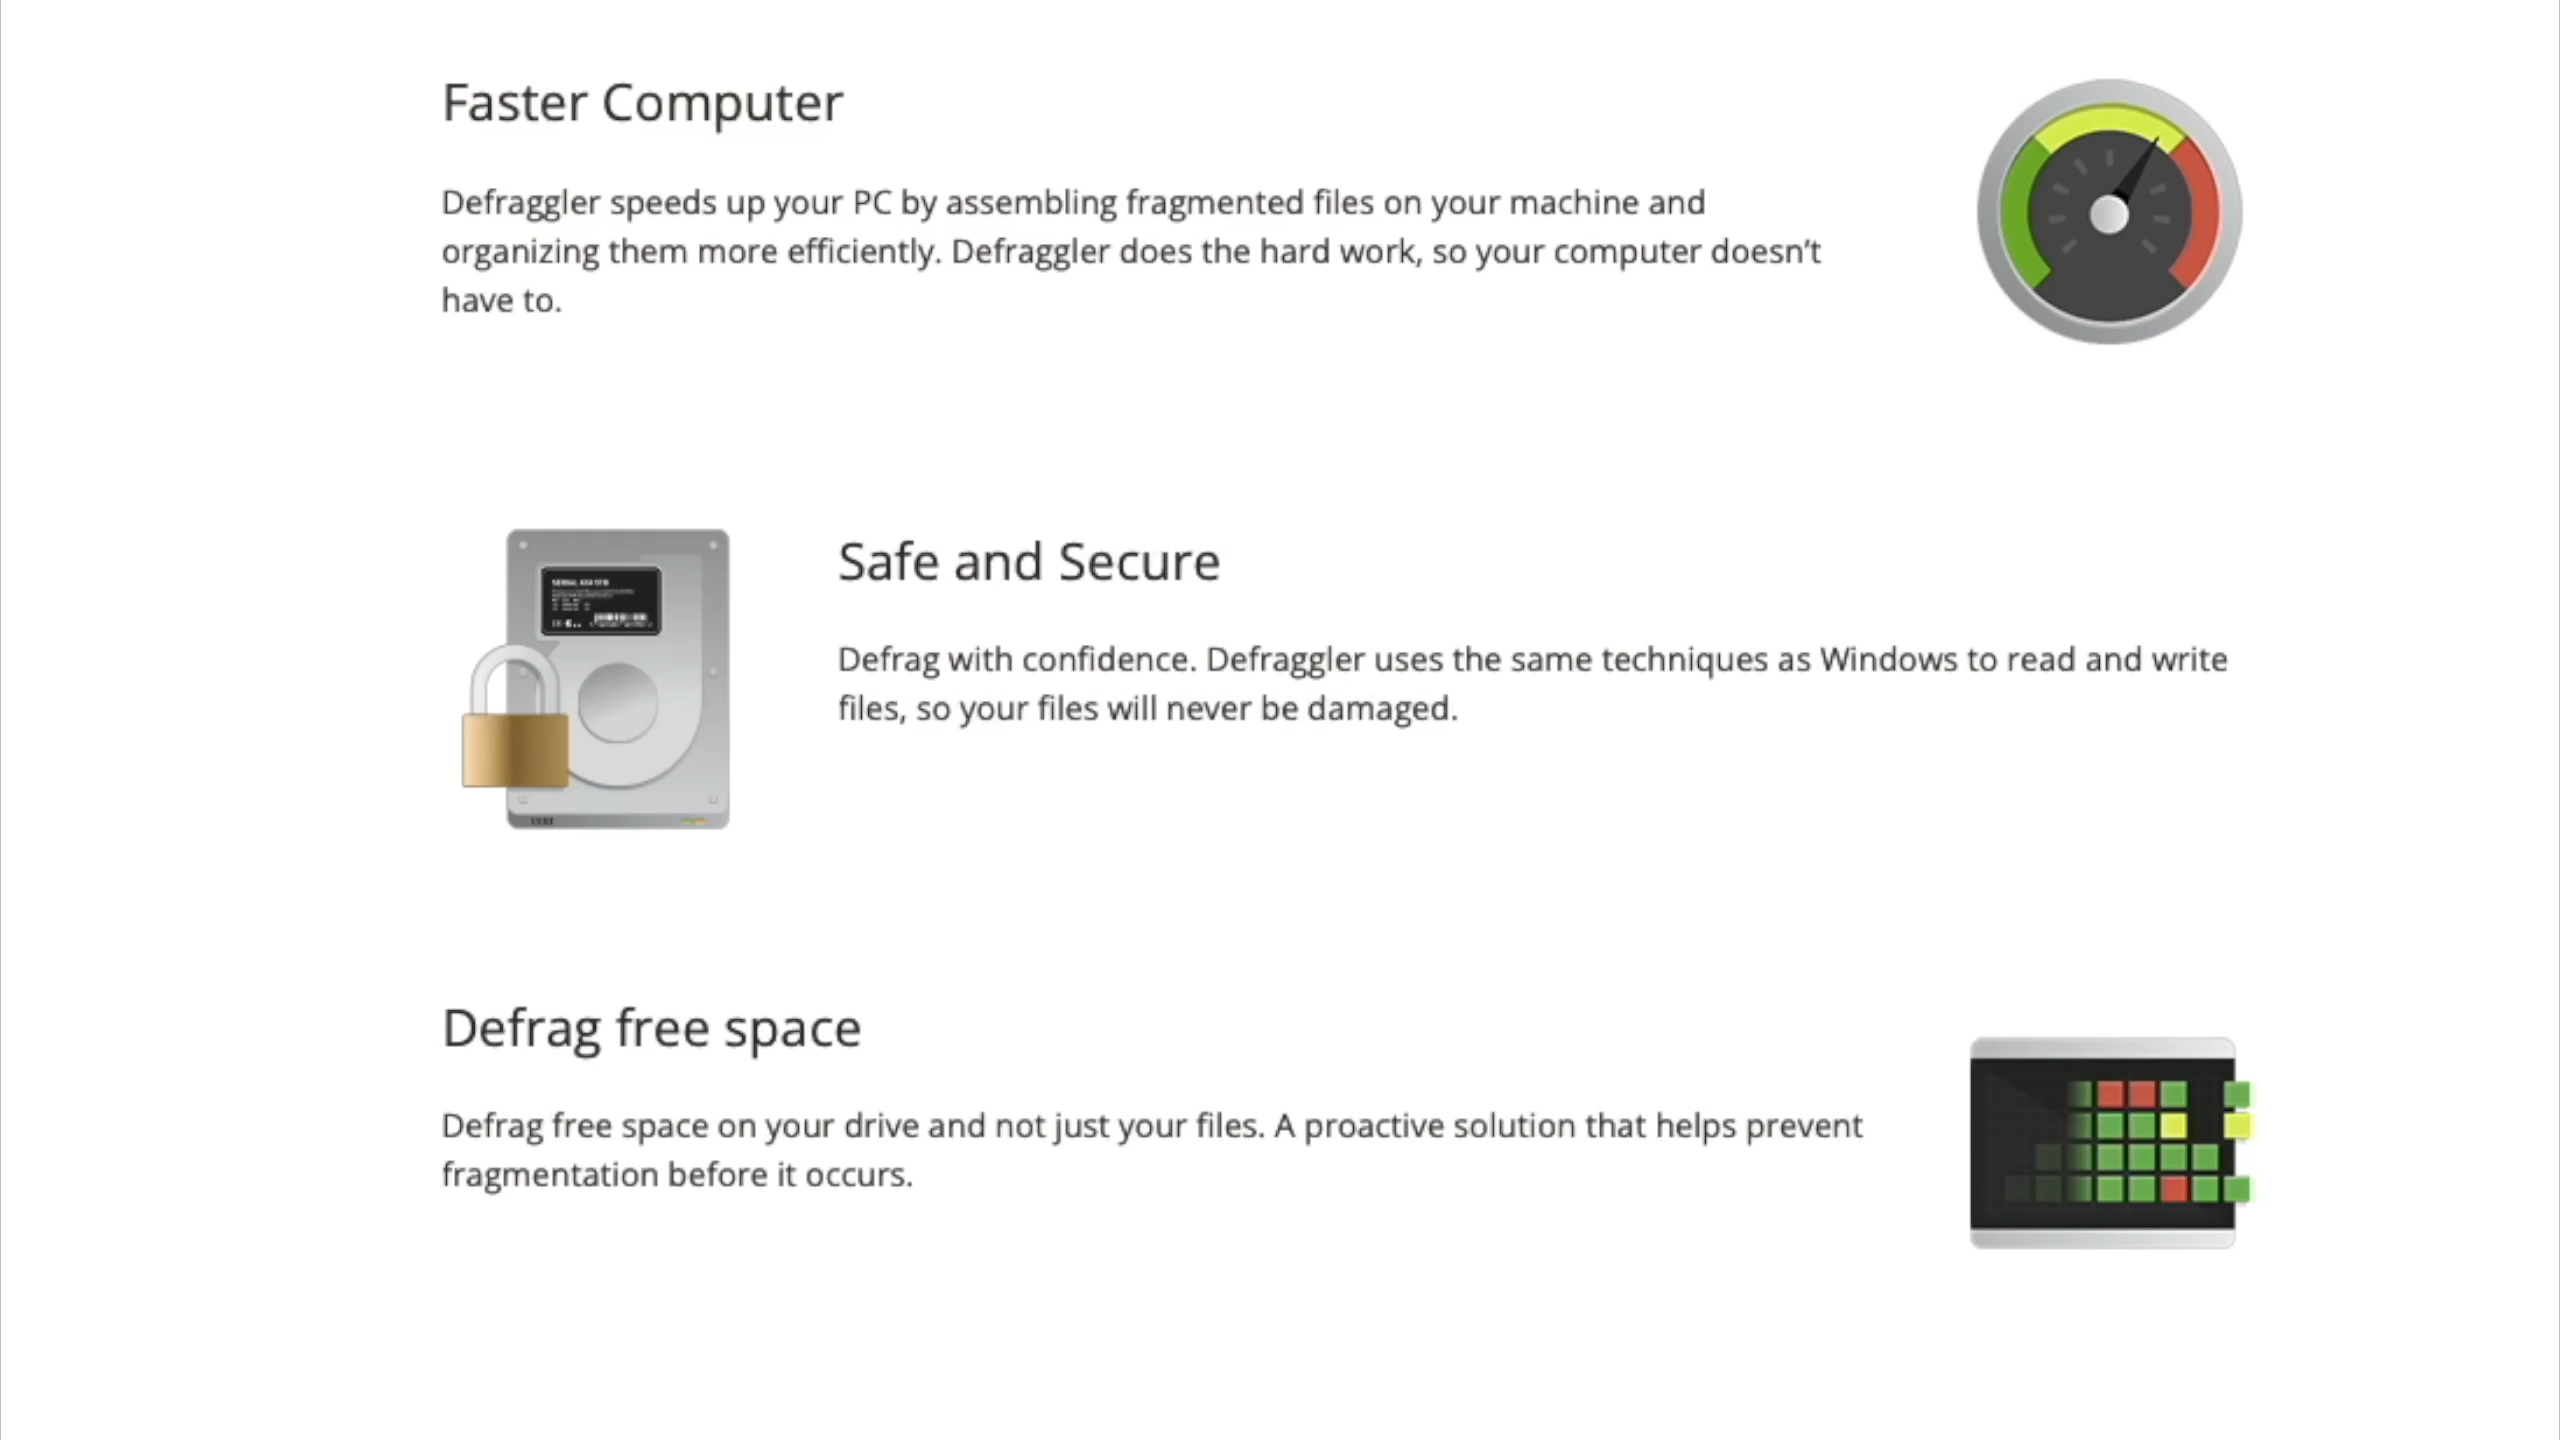 Faster Computer
Defraggler speeds up your PC by assembling fragmented files on your machine and
organizing them more efficiently. Defraggler does the hard work, so your computer doesn't
have to.
Safe and Secure
Defrag with confidence. Defraggler uses the same techniques as Windows to read and write
files, so your files will never be damaged.
Defrag free space
Defrag free space on your drive and not just your files. A proactive solution that helps prevent
fragmentation before it occurs.